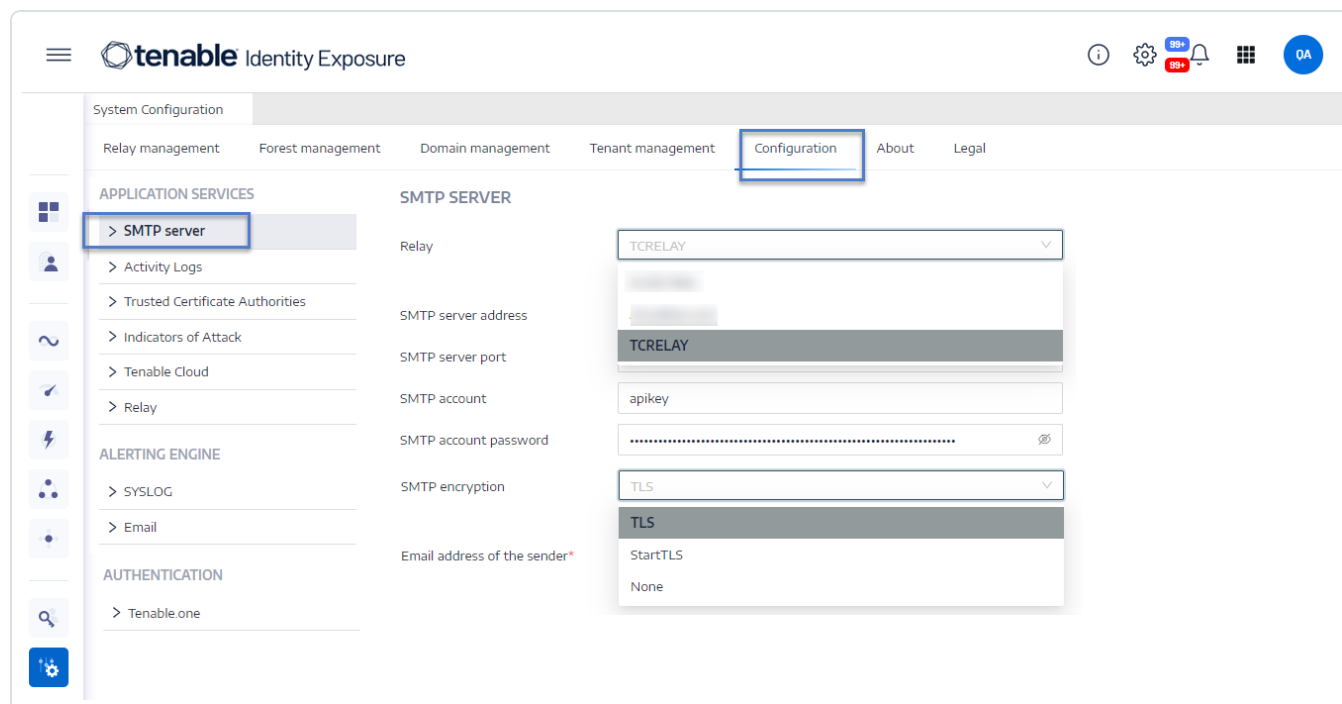 tenable Identity Exposure
99+
99+
QA
System Configuration
Relay management Forest management Domain management Tenant management Configuration About Legal
APPLICATION SERVICES
SMTP server
Activity Logs
Trusted Certificate Authorities
Indicators of Attack
Tenable Cloud
Relay
ALERTING ENGINE
SYSLOG
Email
AUTHENTICATION
Tenable.one
SMTP SERVER
Relay TCRELAY
SMTP server address
TCRELAY
SMTP server port
SMTP account apikey
SMTP account password
SMTP encryption TLS
TLS
StartTLS
Email address of the sender*
None